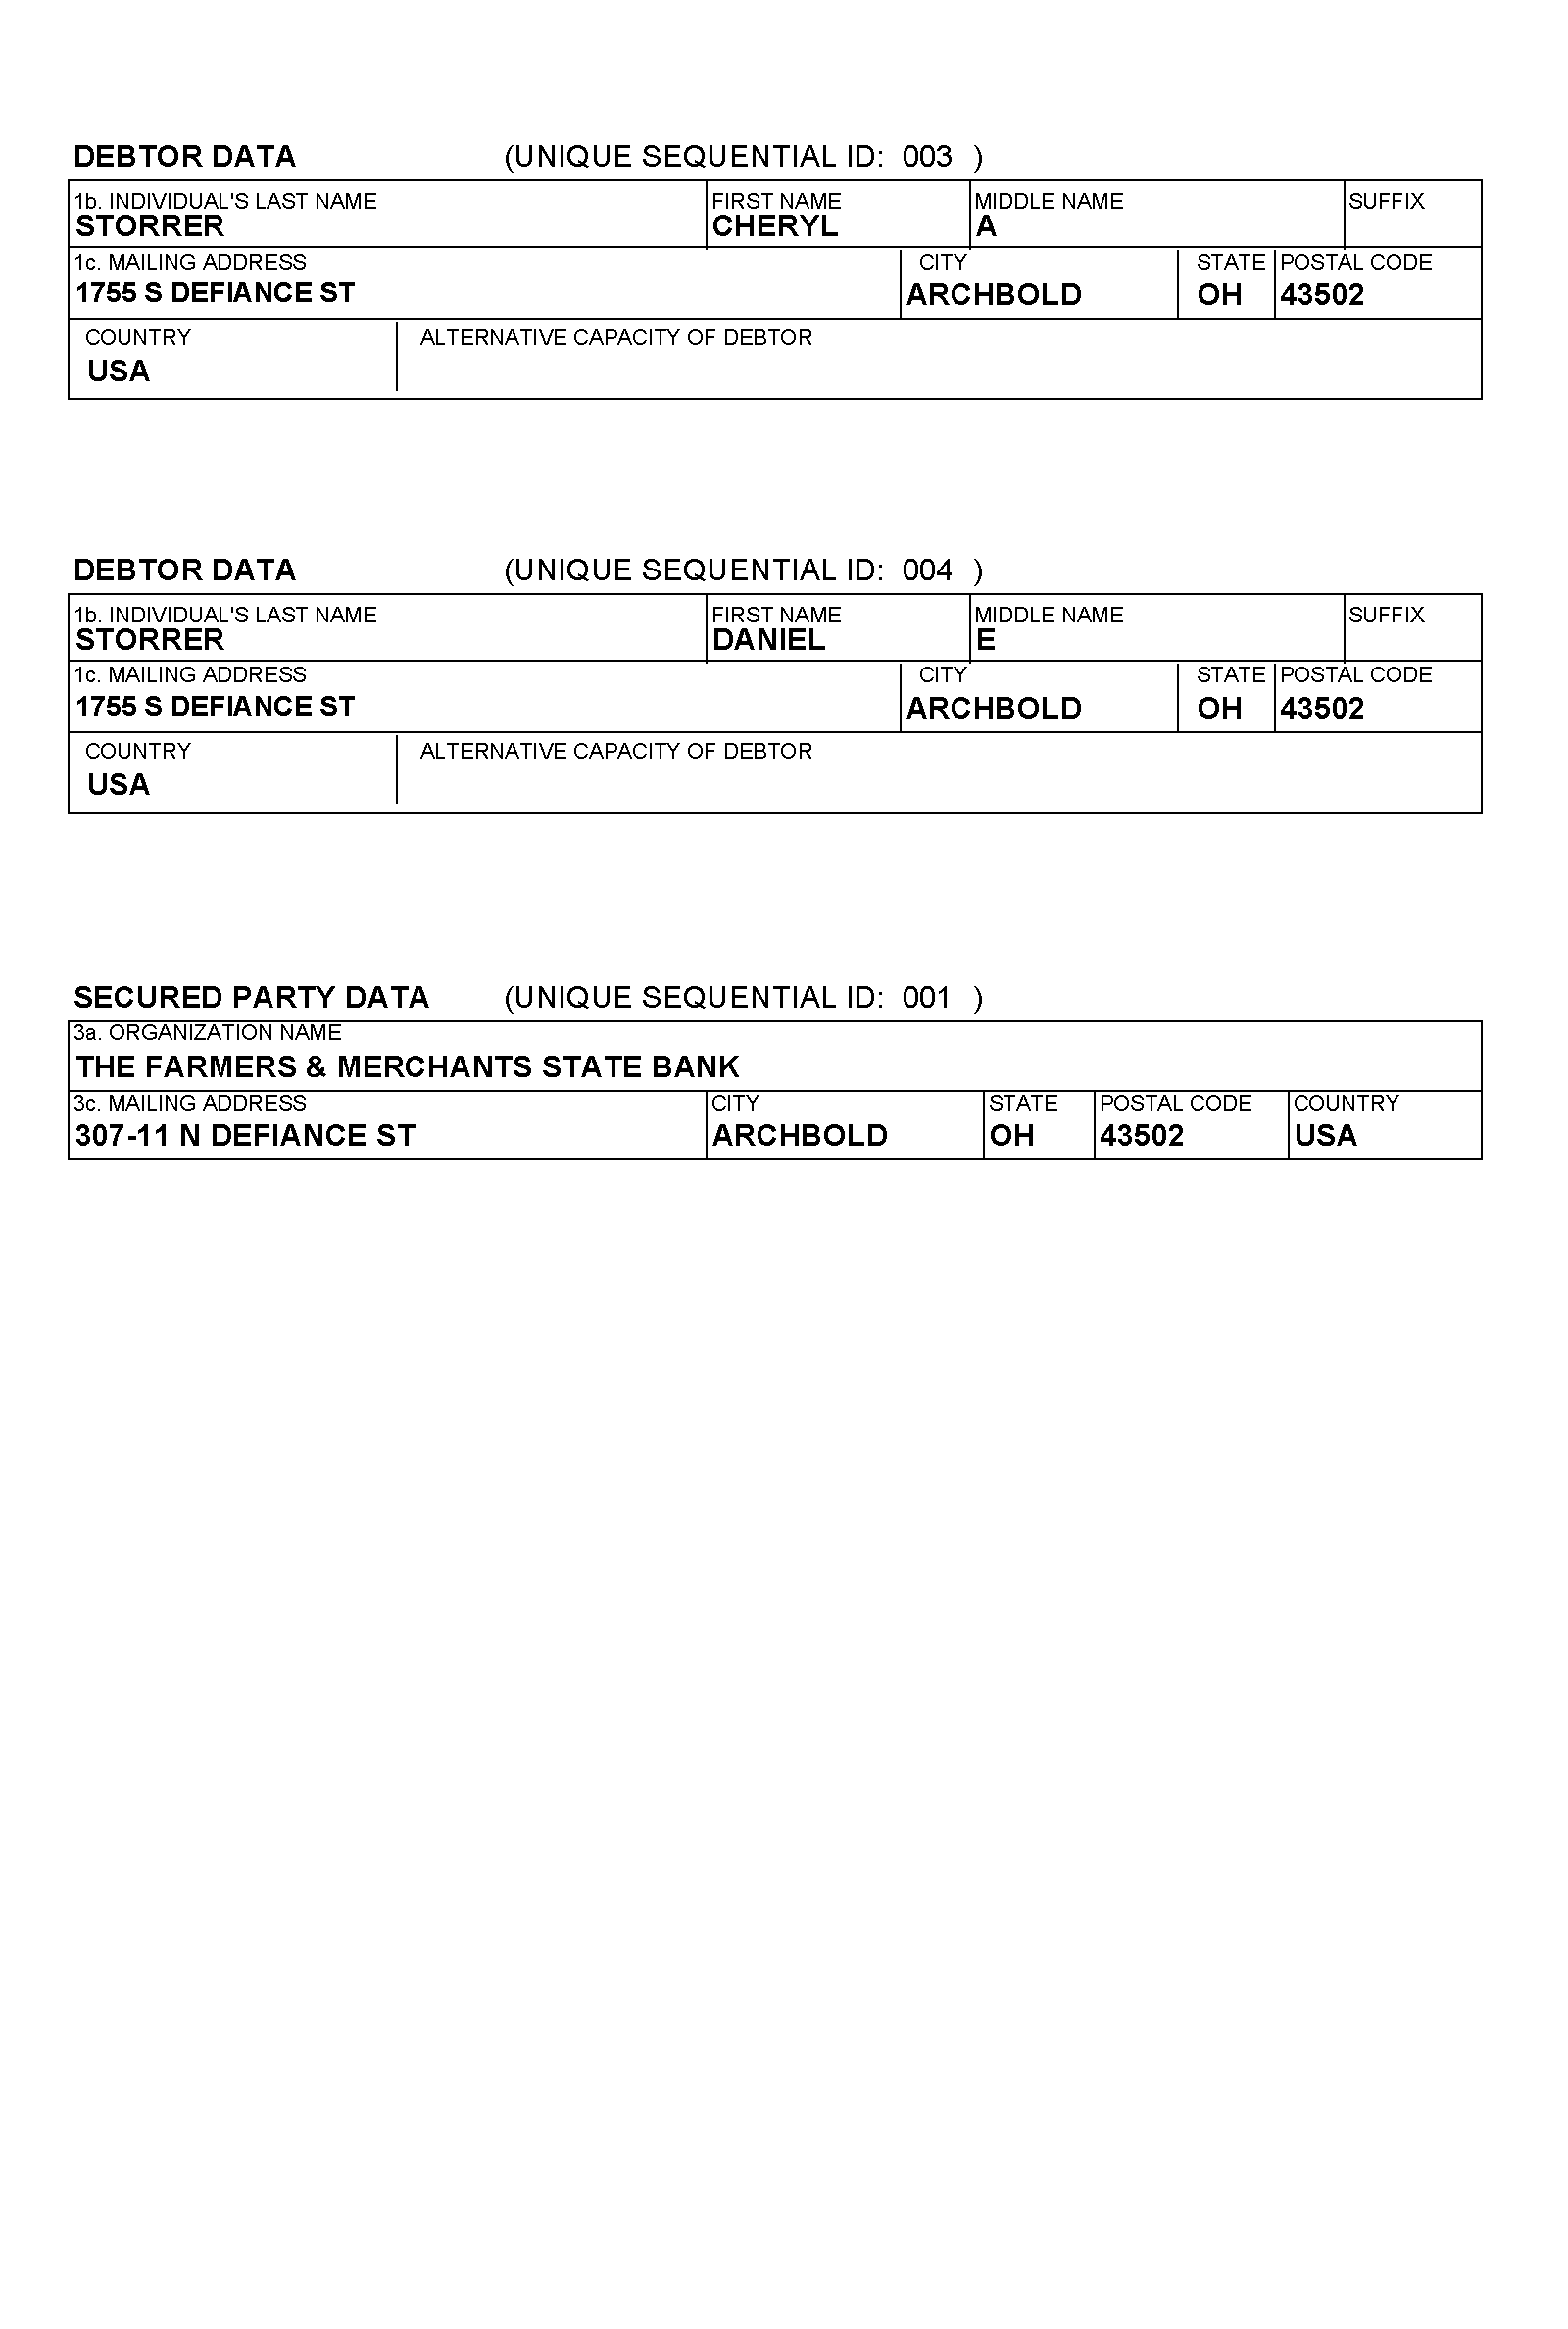 DEBTOR DATA (UNIQUE SEQUENTIAL ID: 003 )
1b. INDIVIDUAL'S LAST NAME FIRST NAME MIDDLE NAME SUFFIX
STORRER CHERYL A
1c. MAILING ADDRESS CITY STATE POSTAL CODE
1755 S DEFIANCE ST ARCHBOLD OH 43502
COUNTRY ALTERNATIVE CAPACITY OF DEBTOR
USA
DEBTOR DATA (UNIQUE SEQUENTIAL ID: 004 )
1b. INDIVIDUAL'S LAST NAME FIRST NAME MIDDLE NAME SUFFIX
STORRER DANIEL E
1c. MAILING ADDRESS CITY STATE POSTAL CODE
1755 S DEFIANCE ST ARCHBOLD OH 43502
COUNTRY ALTERNATIVE CAPACITY OF DEBTOR
USA
SECURED PARTY DATA (UNIQUE SEQUENTIAL ID: 001 )
3a. ORGANIZATION NAME
THE FARMERS & MERCHANTS STATE BANK
3c. MAILING ADDRESS CITY STATE POSTAL CODE COUNTRY
307-11 N DEFIANCE ST ARCHBOLD OH 43502 USA